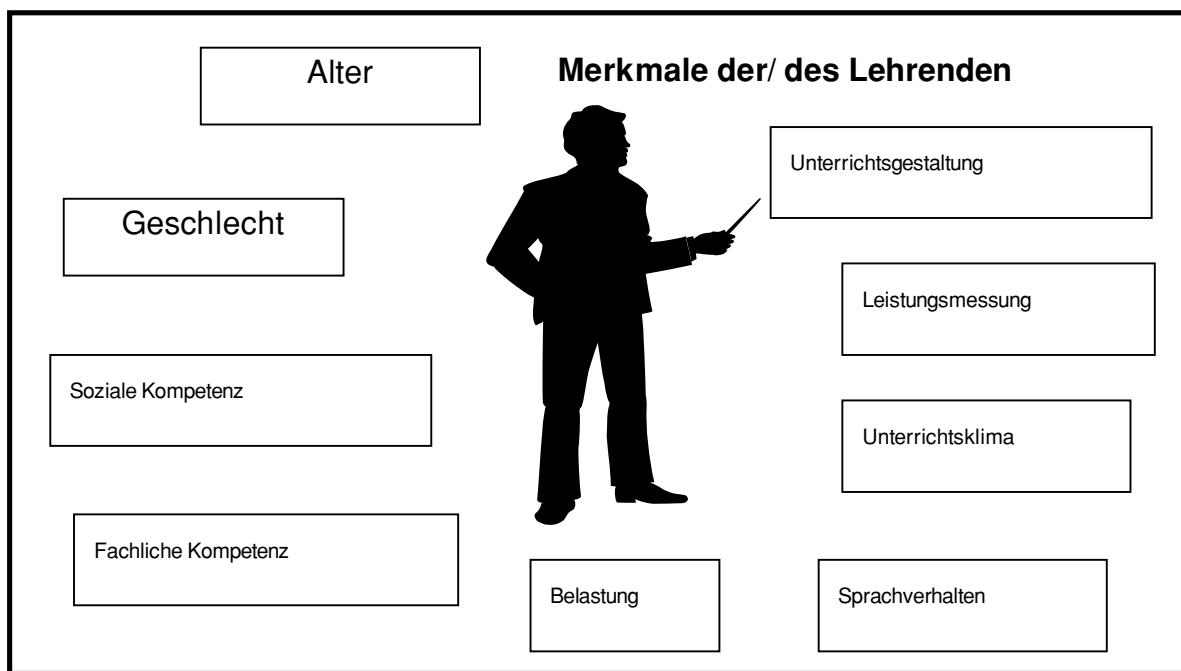 Alter
Merkmale der/ des Lehrenden
Unterrichtsgestaltung
Geschlecht
Leistungsmessung
Soziale Kompetenz
Unterrichtsklima
Fachliche Kompetenz
Belastung
Sprachverhalten